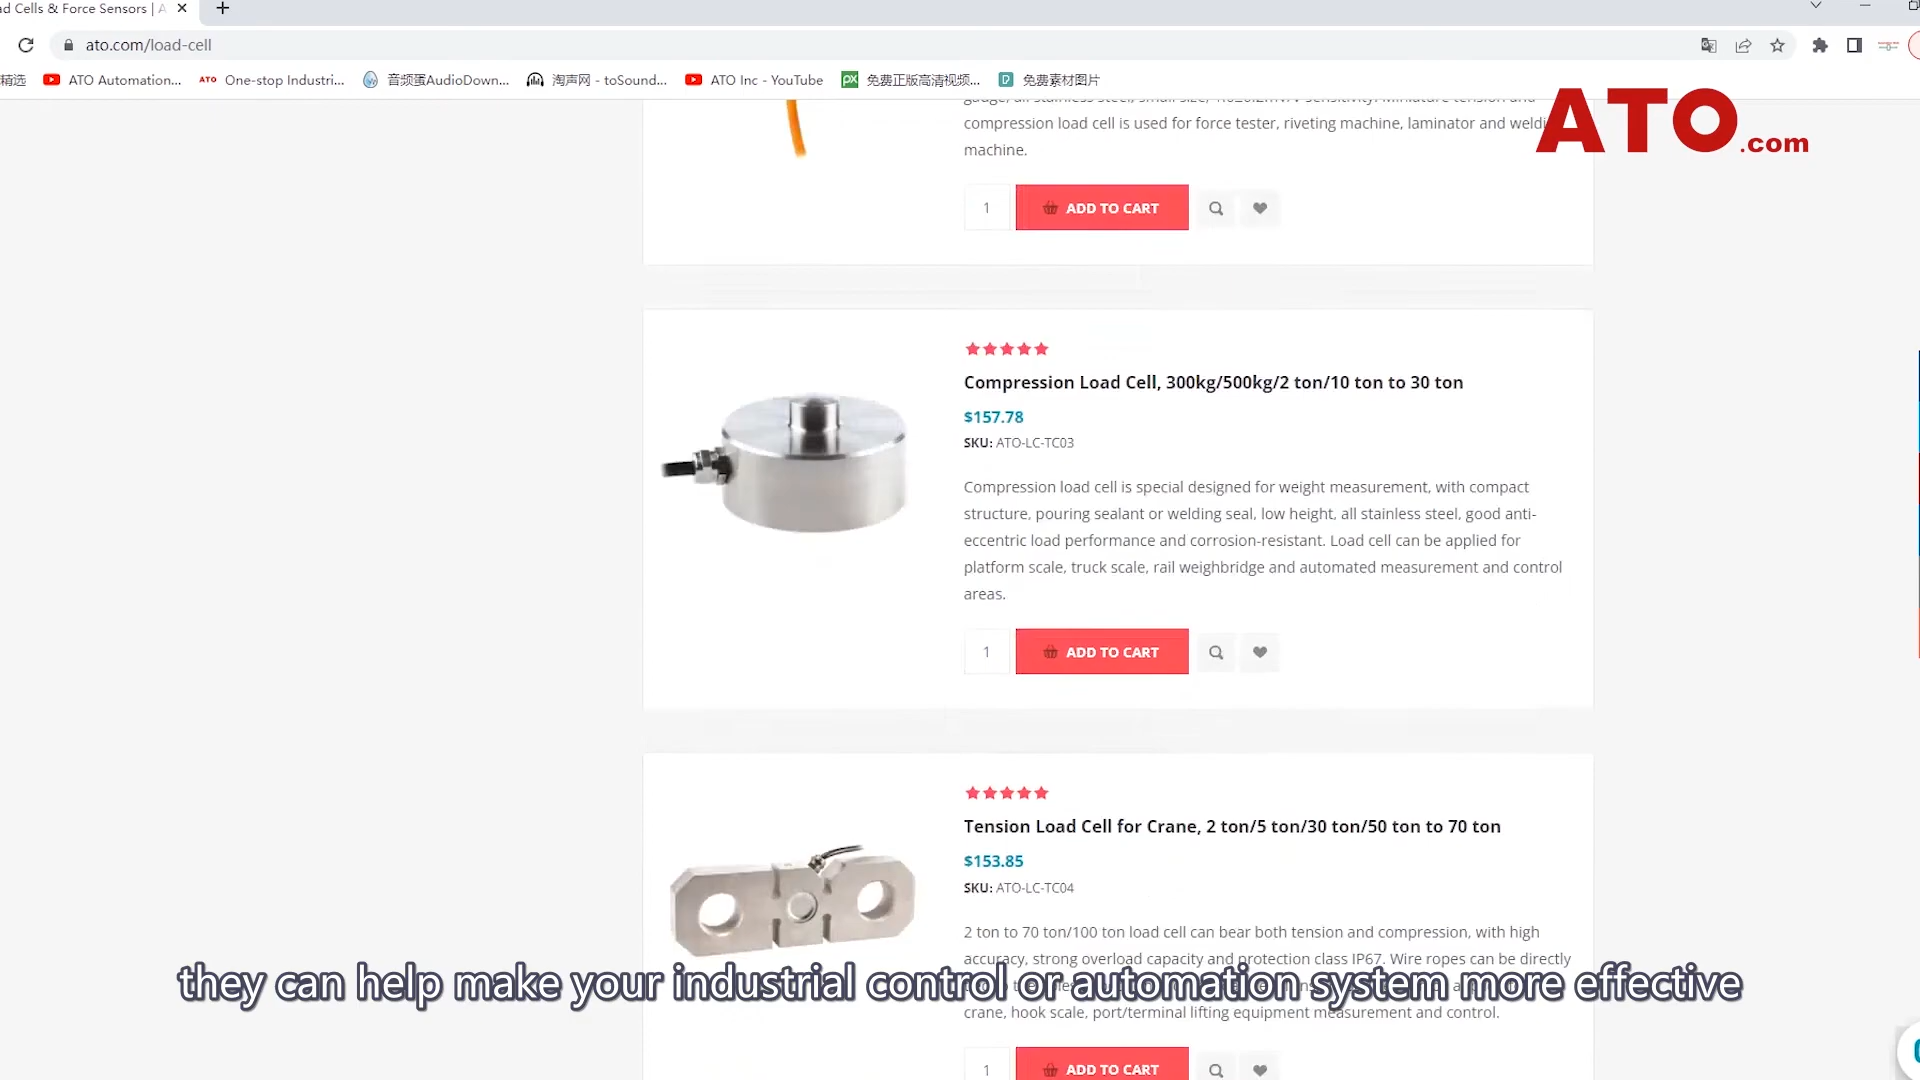 ad Cells & Force Sensors | A
ato.com/load-cell
精选
ATO Automation...
ATO One-stop Industri...
音频蛋AudioDown...
淘声网 - toSound...
ATO Inc - YouTube
PX 免费正版高清视频...
D 免费素材图片
ATO.com
gauge, all stainless steel, small size, 
compression load cell is used for force tester, riveting machine, laminator and weldi
machine.
1
ADD TO CART
Compression Load Cell, 300kg/500kg/2 ton/10 ton to 30 ton
$157.78
SKU: ATO-LC-TC03
Compression load cell is special designed for weight measurement, with compact
structure, pouring sealant or welding seal, low height, all stainless steel, good anti-
eccentric load performance and corrosion-resistant. Load cell can be applied for
platform scale, truck scale, rail weighbridge and automated measurement and control
areas.
1
ADD TO CART
Tension Load Cell for Crane, 2 ton/5 ton/30 ton/50 ton to 70 ton
$153.85
SKU: ATO-LC-TC04
2 ton to 70 ton/100 ton load cell can bear both tension and compression, with high
accuracy, strong overload capacity and protection class IP67. Wire ropes can be directly
they can help make your industrial control or automation system more effective
crane, hook scale, port/terminal lifting equipment measurement and control.
1
ADD TO CART